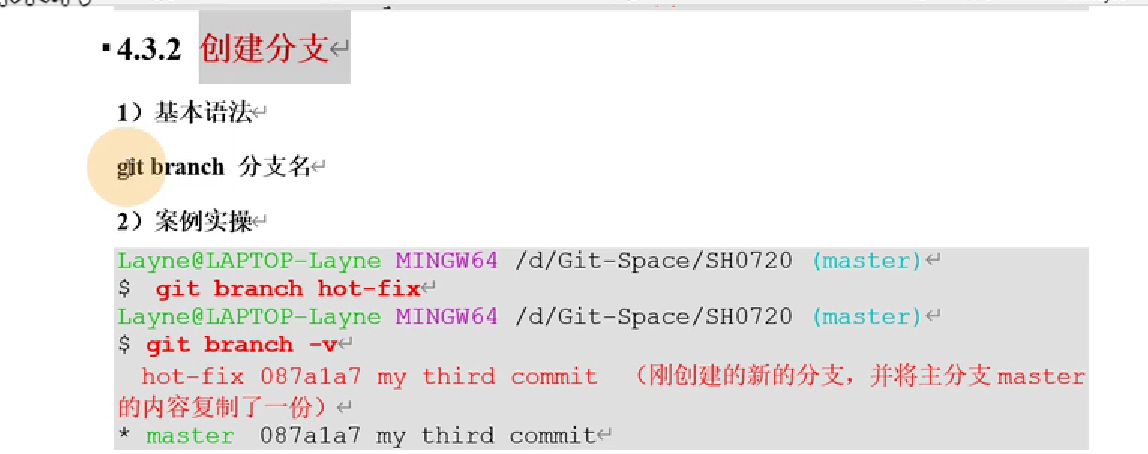 4.3.2 创建分支
1）基本语法
git branch 分支名
2）案例实操
Layne@LAPTOP-Layne MINGW64 /d/Git-Space/SH0720 (master)
$ git branch hot-fix
Layne@LAPTOP-Layne MINGW64 /d/Git-Space/SH0720 (master)
$ git branch -v
hot-fix 087a1a7 my third commit （刚创建的新的分支，并将主分支 master
的内容复制了一份）
* master 087a1a7 my third commit